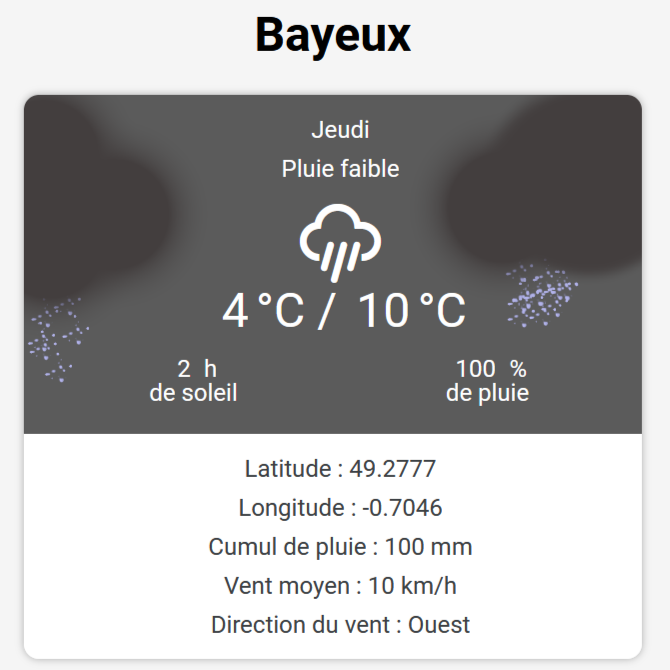 Bayeux
Jeudi
Pluie faible
4 °C / 10 °C
2 h 100 %
de soleil de pluie
Latitude : 49.2777
Longitude : -0.7046
Cumul de pluie : 100 mm
Vent moyen : 10 km/h
Direction du vent : Ouest